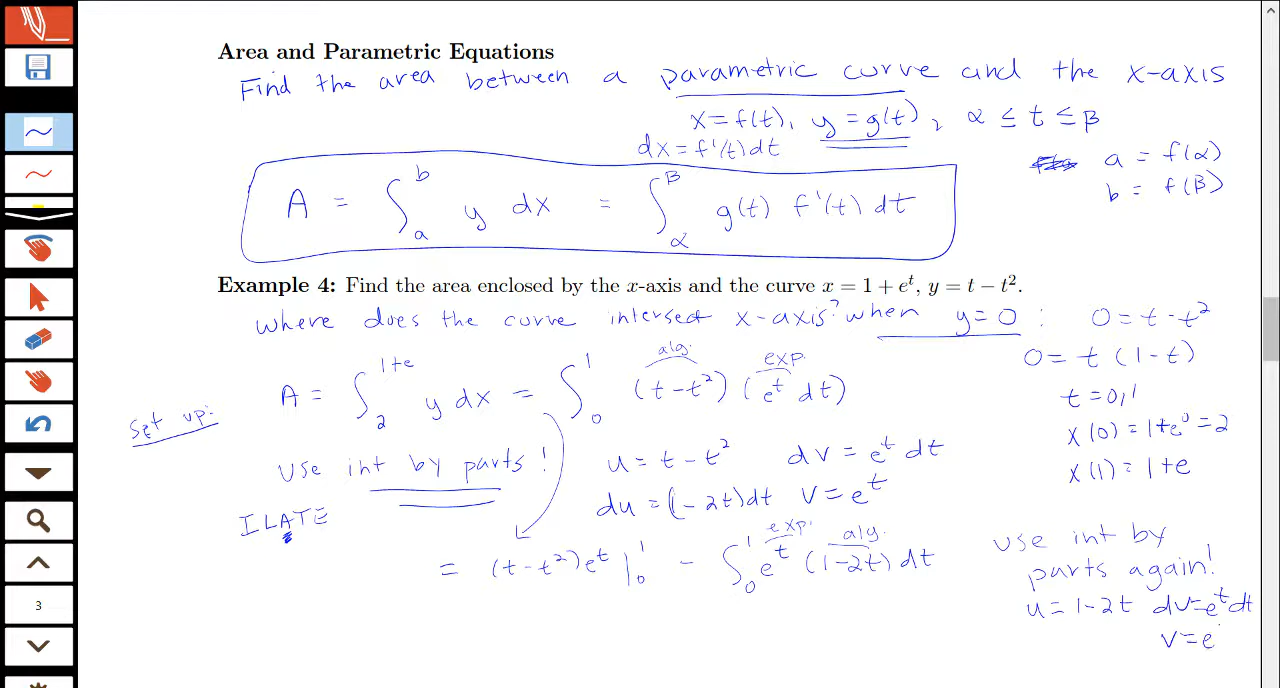 Area and Parametric Equations
Find the area between a parametric curve and the x-axis
x = f(t), y = g(t), α ≤ t ≤ β
dx = f'(t) dt
a = f(α)
b = f(β)
A = ∫_a^b y dx = ∫_α^β g(t) f'(t) dt
Example 4: Find the area enclosed by the x-axis and the curve x = 1 + e^t, y = t − t^2.
where does the curve intersect x-axis? when y = 0 : 0 = t - t^2
0 = t (1 - t)
t = 0, 1
x(0) = 1 + e^0 = 2
x(1) = 1 + e
Set up:
alg. exp.
A = ∫_2^{1+e} y dx = ∫_0^1 (t - t^2) (e^t dt)
use int by parts! u = t - t^2 dv = e^t dt
du = (1 - 2t) dt v = e^t
ILATE
exp. alg.
= (t - t^2) e^t |_0^1 - ∫_0^1 e^t (1 - 2t) dt
use int by
parts again!
u = 1 - 2t dv = e^t dt
v = e
3